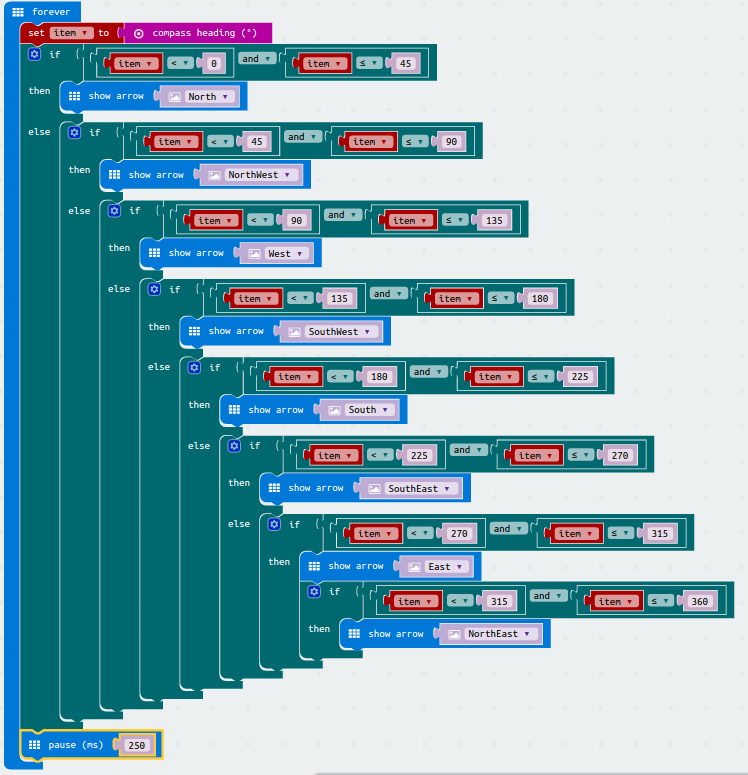 forever
set item to compass heading (°)
if item < 0 and item ≤ 45
then show arrow North
else if item < 45 and item ≤ 90
then show arrow NorthWest
else if item < 90 and item ≤ 135
then show arrow West
else if item < 135 and item ≤ 180
then show arrow SouthWest
else if item < 180 and item ≤ 225
then show arrow South
else if item < 225 and item ≤ 270
then show arrow SouthEast
else if item < 270 and item ≤ 315
then show arrow East
if item < 315 and item ≤ 360
then show arrow NorthEast
pause (ms) 250